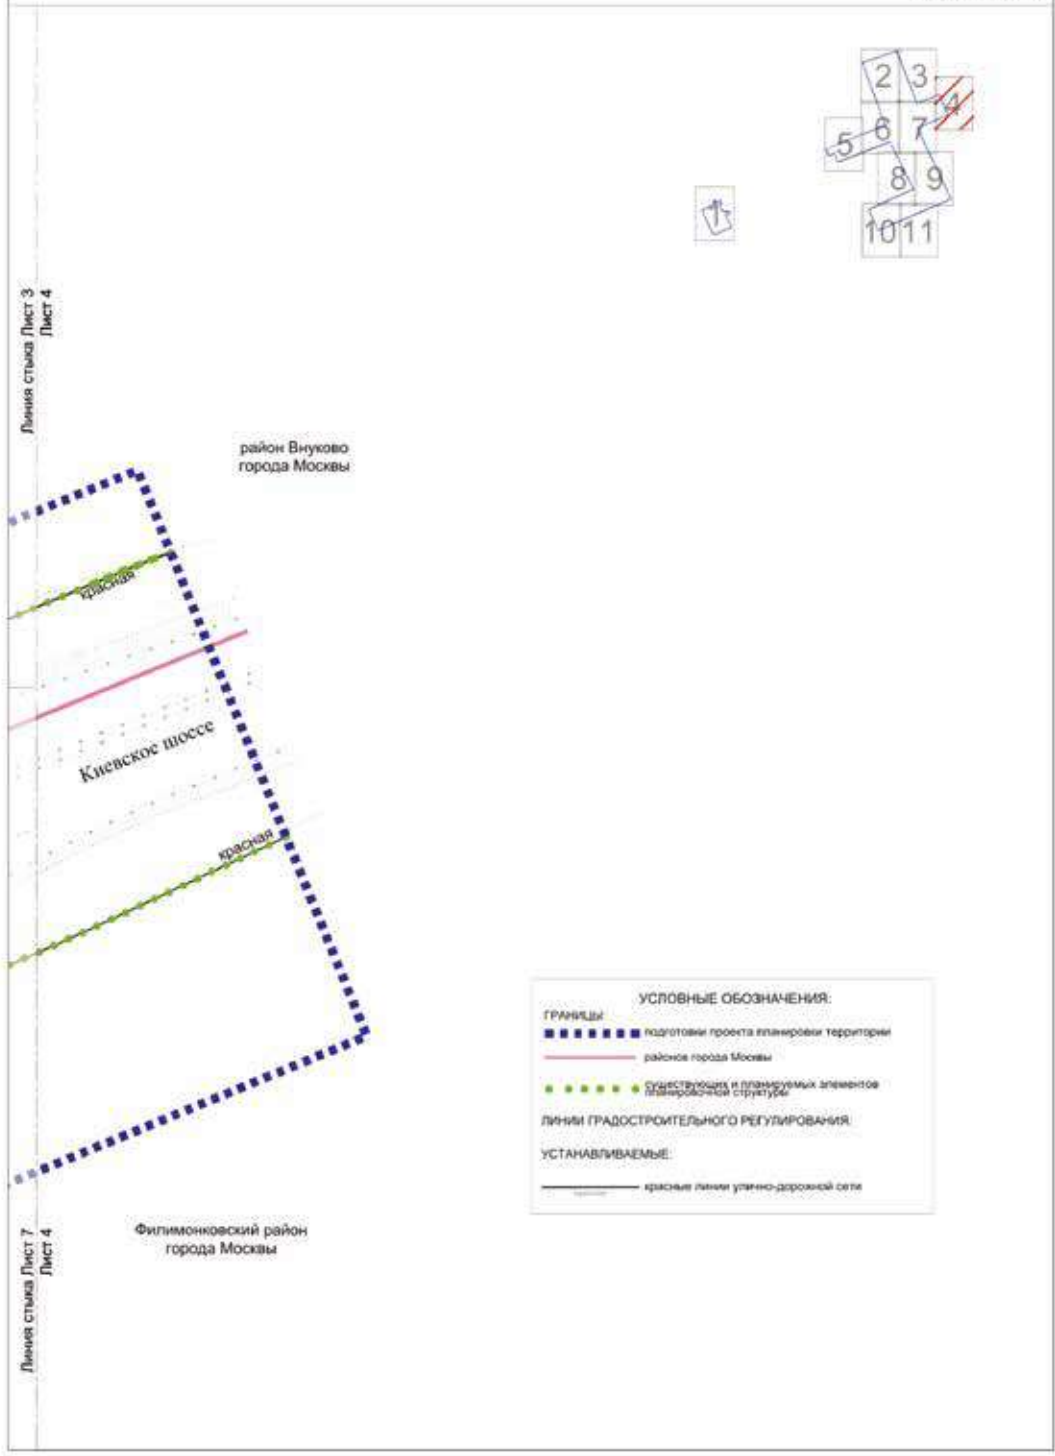 2 3
4
6 7
5
8 9
1
10 11
Линия стыка Лист 3
Лист 4
район Внуково
города Москвы
красная
Киевское шоссе
красная
УСЛОВНЫЕ ОБОЗНАЧЕНИЯ:
ГРАНИЦЫ:
подготовки проекта планировки территории
районов города Москвы
существующих и планируемых элементов
планировочной структуры
ЛИНИИ ГРАДОСТРОИТЕЛЬНОГО РЕГУЛИРОВАНИЯ:
УСТАНАВЛИВАЕМЫЕ:
красные линии улично-дорожной сети
Филимонковский район
города Москвы
Линия стыка Лист 7
Лист 4